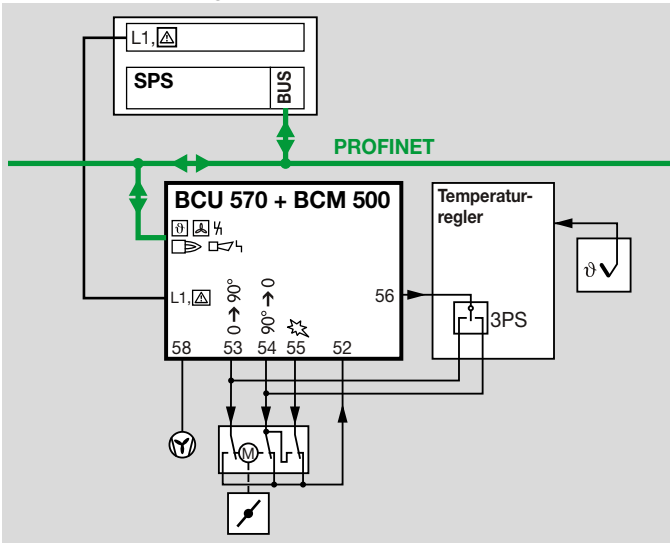 L1,
SPS
BUS
PROFINET
BCU 570 + BCM 500
Temperatur-
regler
ϑ
ϑ
L1,
0 → 90°
90° → 0
56
3PS
58 53 54 55 52
M